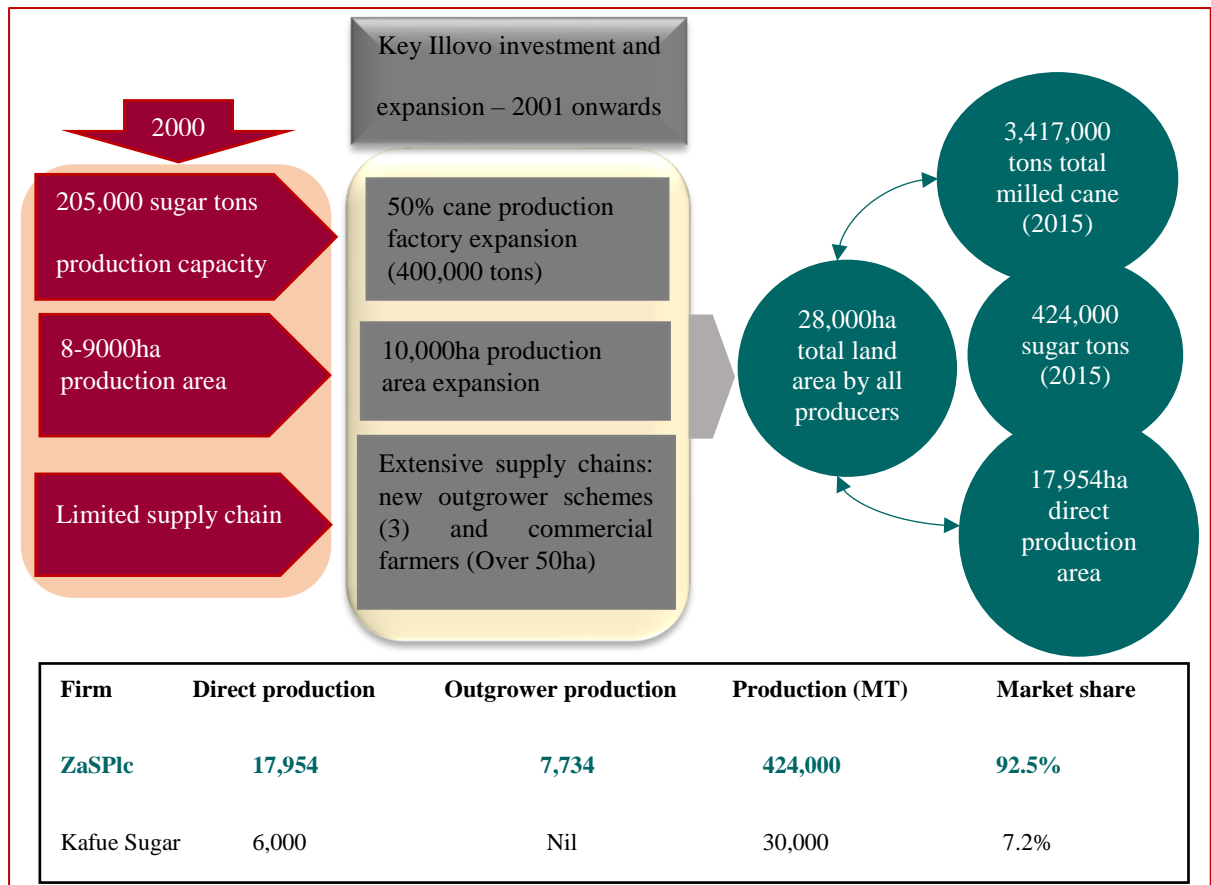 Key Illovo investment and
expansion – 2001 onwards
2000
205,000 sugar tons
production capacity
8-9000ha
production area
Limited supply chain
50% cane production
factory expansion
(400,000 tons)
10,000ha production
area expansion
Extensive supply chains:
new outgrower schemes
(3) and commercial
farmers (Over 50ha)
28,000ha
total land
area by all
producers
3,417,000
tons total
milled cane
(2015)
424,000
sugar tons
(2015)
17,954ha
direct
production
area
Firm Direct production Outgrower production Production (MT) Market share
ZaSPlc 17,954 7,734 424,000 92.5%
Kafue Sugar 6,000 Nil 30,000 7.2%